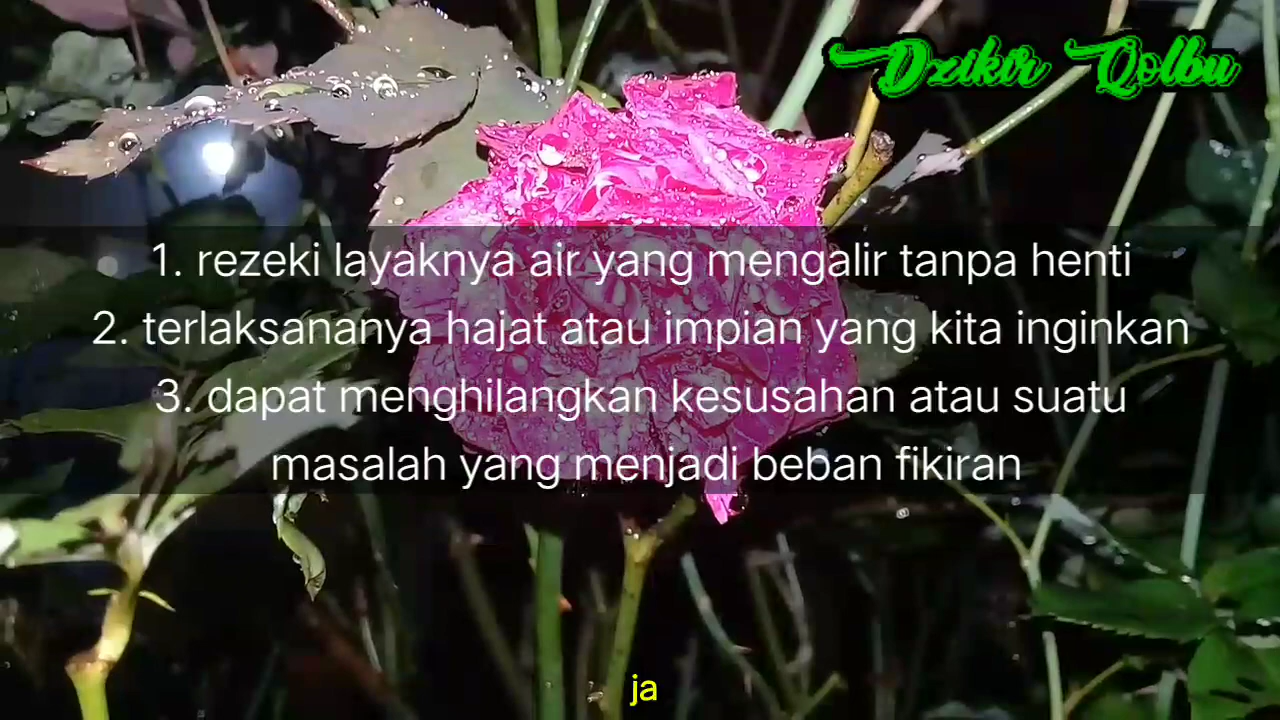 Dzikir Qolbu
1. rezeki layaknya air yang mengalir tanpa henti
2. terlaksananya hajat atau impian yang kita inginkan
3. dapat menghilangkan kesusahan atau suatu
masalah yang menjadi beban fikiran
ja